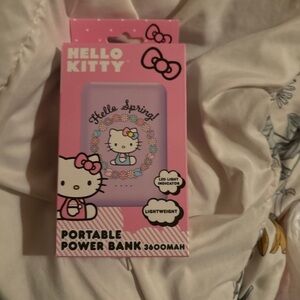 HELLO
KITTY
Hello Spring!
LED LIGHT
INDICATOR
LIGHTWEIGHT
PORTABLE
POWER BANK 3600MAH